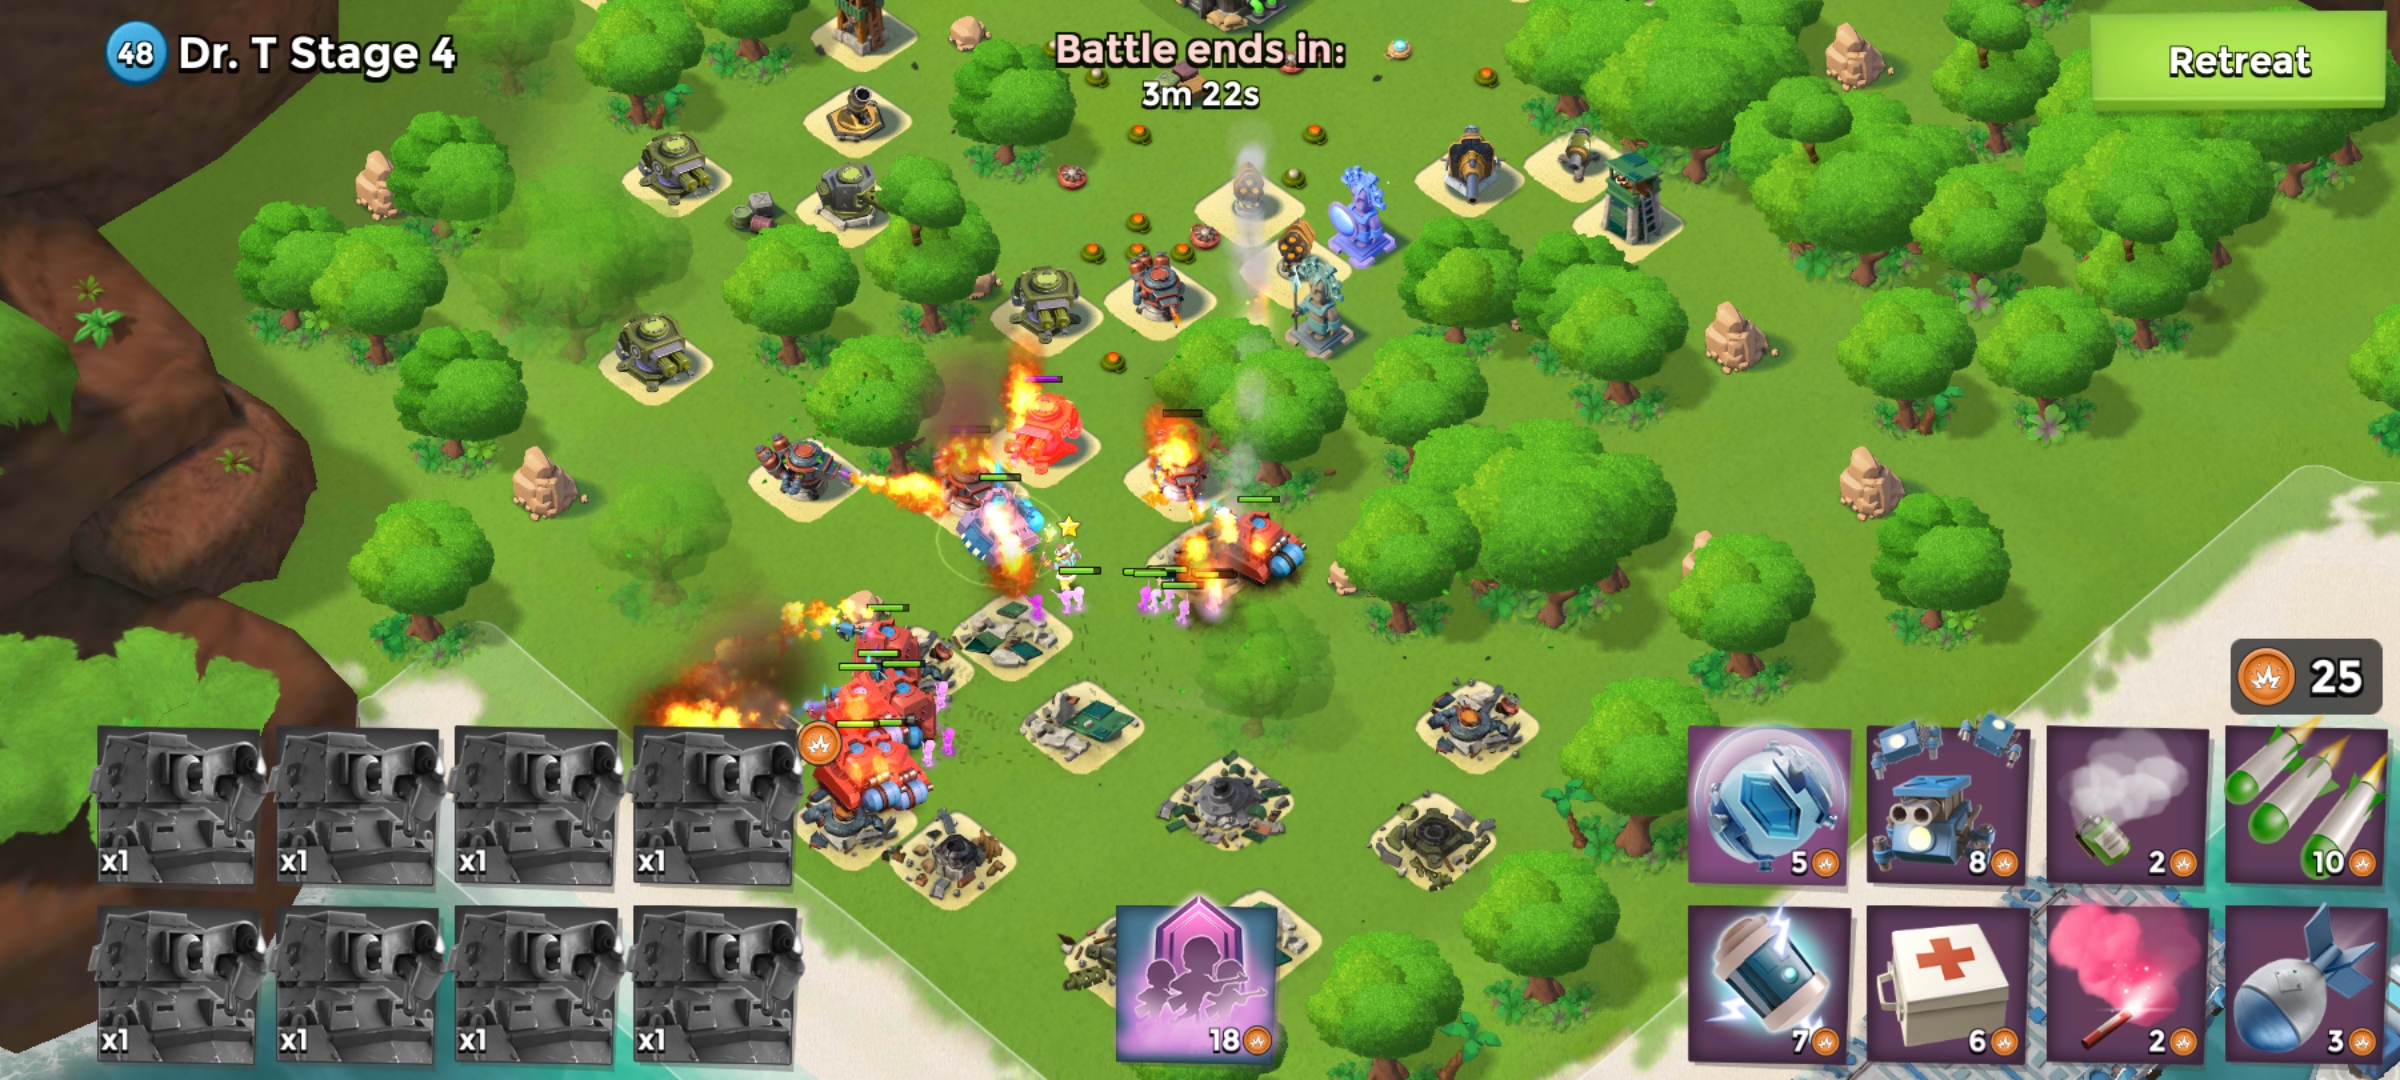 48 Dr. T Stage 4
Battle ends in:
3m 22s
Retreat
25
x1 x1 x1 x1
5 8 2 10
x1 x1 x1 x1
18
7 6 2 3